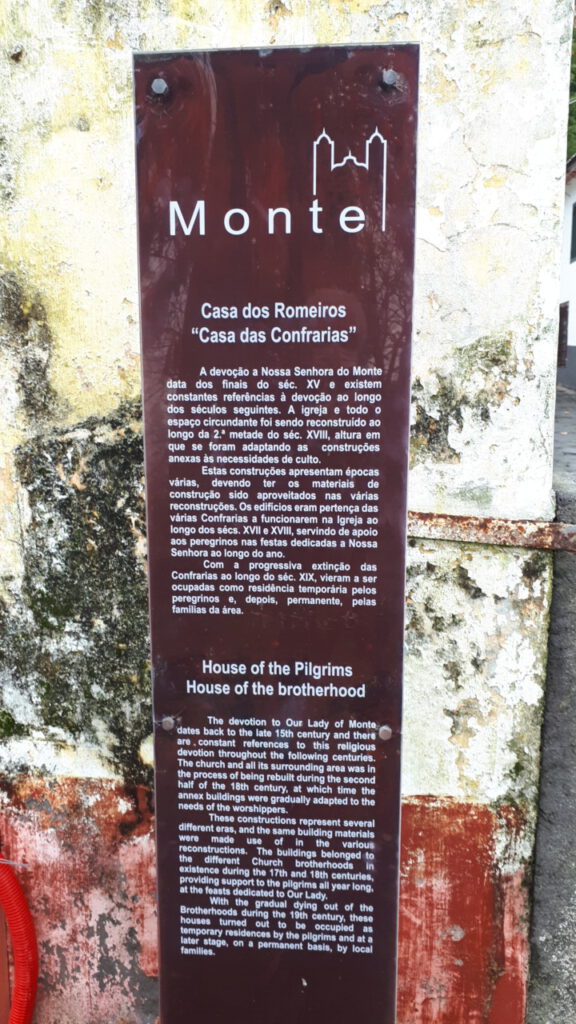 Monte
Casa dos Romeiros
“Casa das Confrarias”
A devoção a Nossa Senhora do Monte
data dos finais do séc. XV e existem
constantes referências à devoção ao longo
dos séculos seguintes. A igreja e todo o
espaço circundante foi sendo reconstruído ao
longo da 2.ª metade do séc. XVIII, altura em
que se foram adaptando as construções
anexas às necessidades de culto.
Estas construções apresentam épocas
várias, devendo ter os materiais de
construção sido aproveitados nas várias
reconstruções. Os edifícios eram pertença das
várias Confrarias a funcionarem na Igreja ao
longo dos sécs. XVII e XVIII, servindo de apoio
aos peregrinos nas festas dedicadas a Nossa
Senhora ao longo do ano.
Com a progressiva extinção das
Confrarias ao longo do séc. XIX, vieram a ser
ocupadas como residência temporária pelos
peregrinos e, depois, permanente, pelas
famílias da área.
House of the Pilgrims
House of the brotherhood
The devotion to Our Lady of Monte
dates back to the late 15th century and there
are constant references to this religious
devotion throughout the following centuries.
The church and all its surrounding area was in
the process of being rebuilt during the second
half of the 18th century, at which time the
annex buildings were gradually adapted to the
needs of the worshippers.
These constructions represent several
different eras, and the same building materials
were made use of in the various
reconstructions. The buildings belonged to
the different Church brotherhoods in
existence during the 17th and 18th centuries,
providing support to the pilgrims all year long,
at the feasts dedicated to Our Lady.
With the gradual dying out of the
Brotherhoods during the 19th century, these
houses turned out to be occupied as
temporary residences by the pilgrims and at a
later stage, on a permanent basis, by local
families.